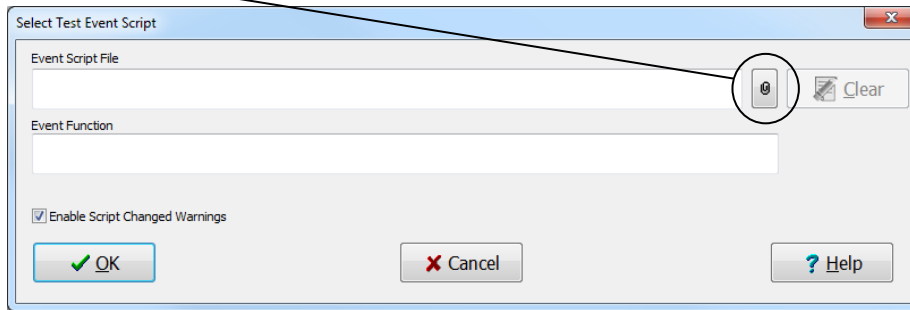 Select Test Event Script
Event Script File
Clear
Event Function
Enable Script Changed Warnings
OK
Cancel
? Help